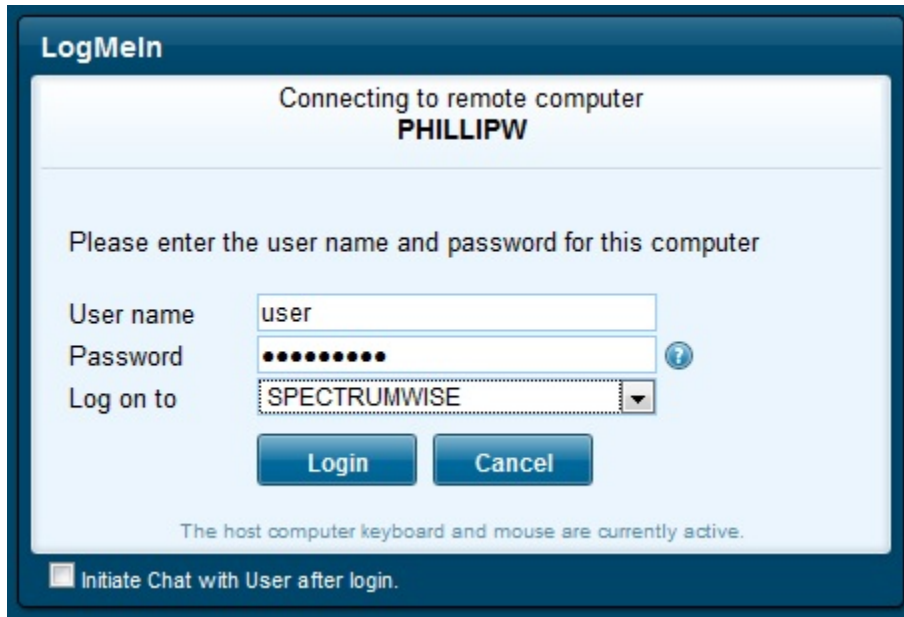 LogMeIn
Connecting to remote computer
PHILLIPW
Please enter the user name and password for this computer
User name user
Password •••••••••
Log on to SPECTRUMWISE
Login Cancel
The host computer keyboard and mouse are currently active.
Initiate Chat with User after login.